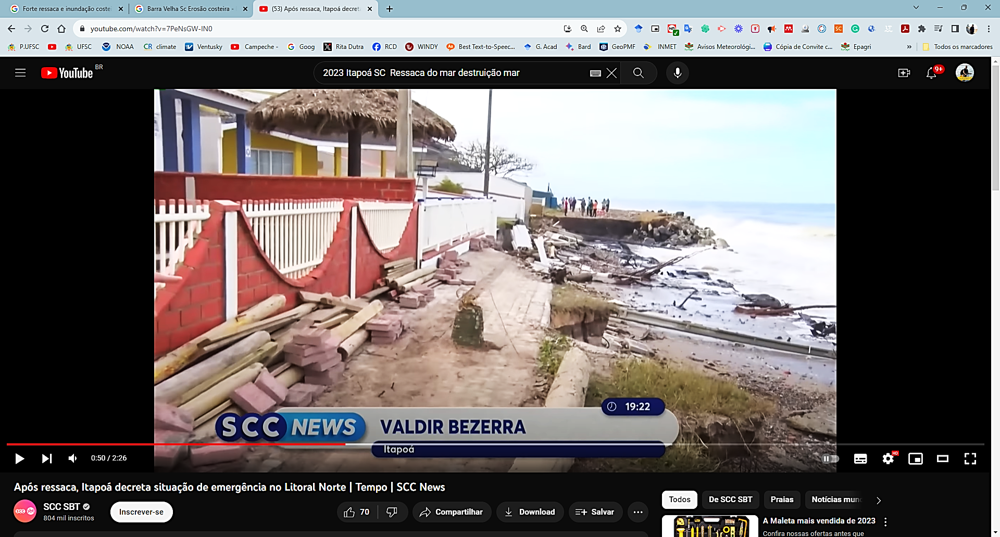 Forte ressaca e inundação coste
Barra Velha Sc Erosão costeira -
(53) Após ressaca, Itapoá decret
youtube.com/watch?v=7PeNsGW-IN0
P.UFSC
UFSC
NOAA
CR climate
Ventusky
Campeche -
Goog
Rita Dutra
RCD
WINDY
Best Text-to-Speec...
G. Acad
Bard
GeoPMF
INMET
Avisos Meteorológi...
Cópia de Convite c...
Epagri
»
Todos os marcadores
YouTube BR
2023 Itapoá SC  Ressaca do mar destruição mar
9+
19:22
SCC NEWS
VALDIR BEZERRA
Itapoá
0:50 / 2:26
HD
Após ressaca, Itapoá decreta situação de emergência no Litoral Norte | Tempo | SCC News
SCC SBT
804 mil inscritos
Inscrever-se
70
Compartilhar
Download
Salvar
Todos
De SCC SBT
Praias
Notícias mun
A Maleta mais vendida de 2023
Confira nossas ofertas antes que